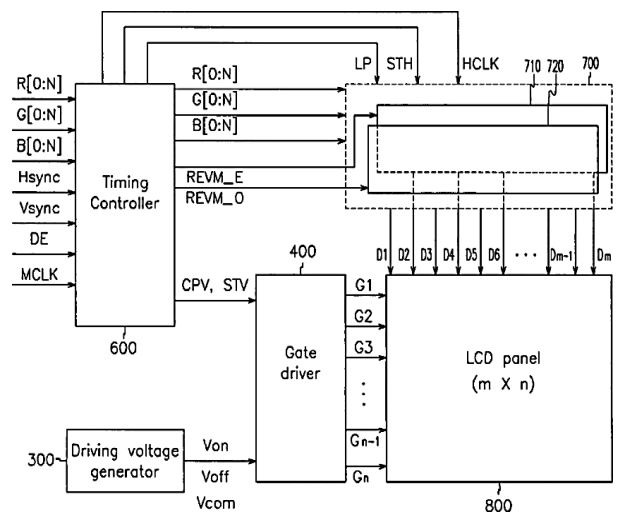 LP STH HCLK
710 720 700
R[0:N]
G[0:N]
B[0:N]
Hsync
Vsync
DE
MCLK
Timing
Controller
600
R[0:N]
G[0:N]
B[0:N]
REVM_E
REVM_O
CPV, STV
D1 D2 D3 D4 D5 D6 ... Dm-1 Dm
400
Gate
driver
G1
G2
G3
Gn-1
Gn
LCD panel
(m X n)
800
300
Driving voltage
generator
Von
Voff
Vcom